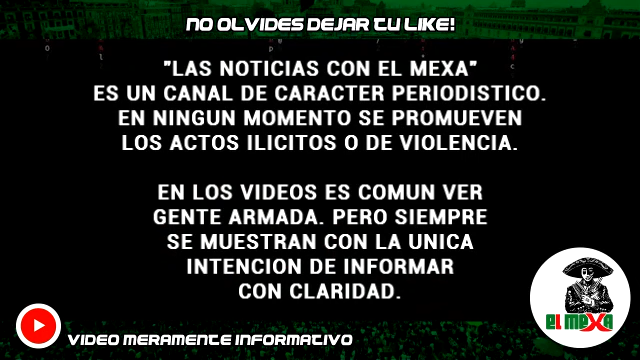 NO OLVIDES DEJAR TU LIKE!
"LAS NOTICIAS CON EL MEXA"
ES UN CANAL DE CARACTER PERIODISTICO.
EN NINGUN MOMENTO SE PROMUEVEN
LOS ACTOS ILICITOS O DE VIOLENCIA.
EN LOS VIDEOS ES COMUN VER
GENTE ARMADA. PERO SIEMPRE
SE MUESTRAN CON LA UNICA
INTENCION DE INFORMAR
CON CLARIDAD.
EL MEXA
VIDEO MERAMENTE INFORMATIVO